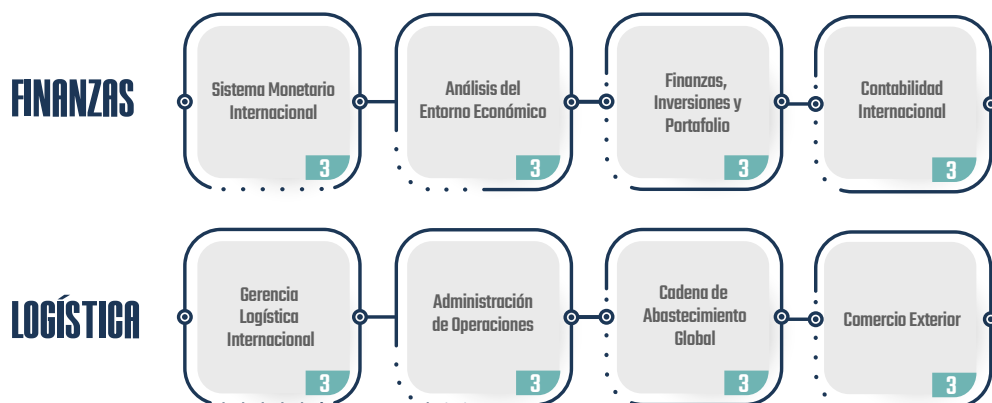 FINANZAS
Sistema Monetario
Internacional
3
Análisis del
Entorno Económico
3
Finanzas,
Inversiones y
Portafolio
3
Contabilidad
Internacional
3
LOGÍSTICA
Gerencia
Logística
Internacional
3
Administración
de Operaciones
3
Cadena de
Abastecimiento
Global
3
Comercio Exterior
3